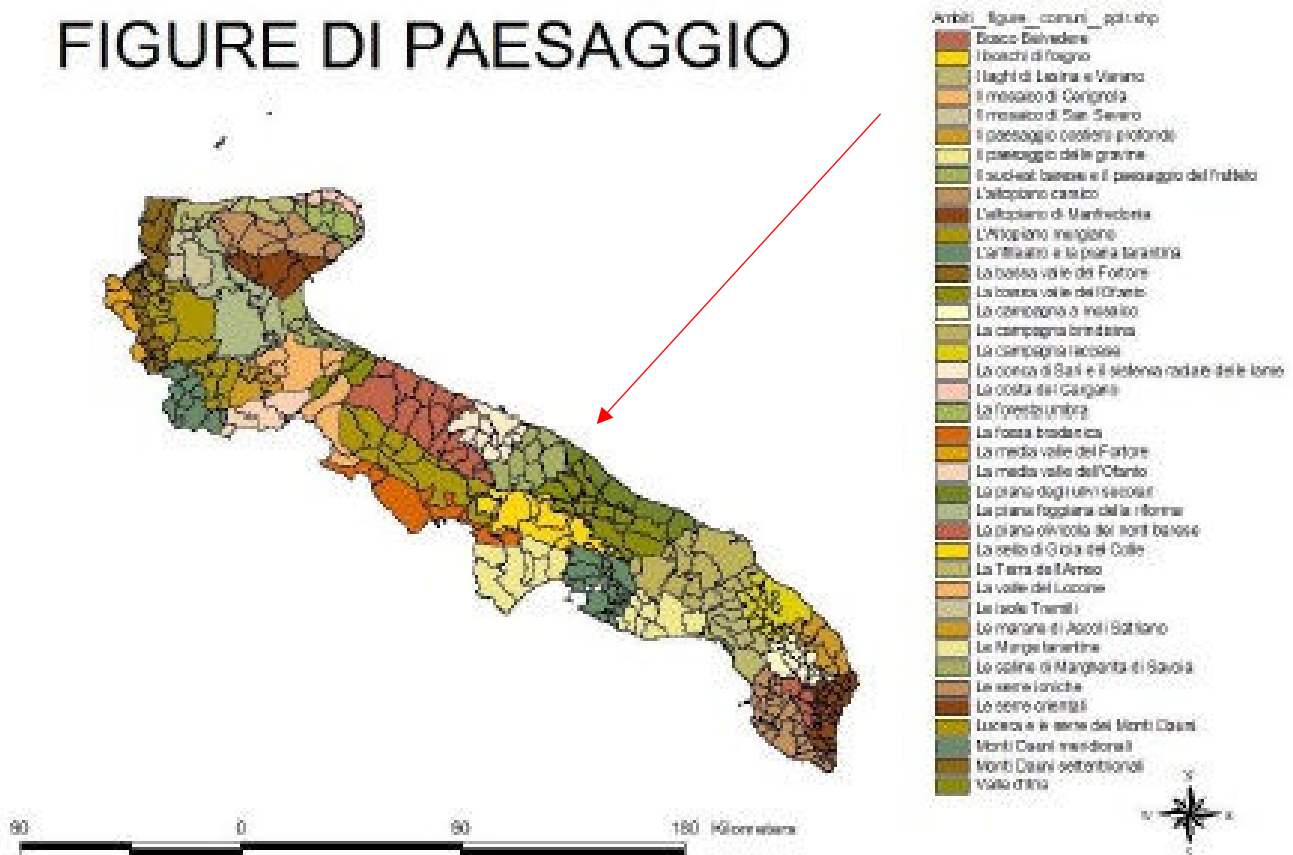 FIGURE DI PAESAGGIO
Ambiti_figure_comuni_pptr.shp
Bosco Belvedere
I boschi di fragno
I laghi di Lesina e Varano
Il mosaico di Cerignola
Il mosaico di San Severo
Il paesaggio costiero profondo
Il paesaggio delle gravine
Il sud-est barese e il paesaggio del frutteto
L'altopiano carsico
L'altopiano di Manfredonia
L'Altopiano murgiano
L'anfiteatro e la piana tarantina
La bassa valle del Fortore
La bassa valle dell'Ofanto
La campagna a mosaico
La campagna brindisina
La campagna leccese
La conca di Bari e il sistema radiale delle lame
La costa del Gargano
La foresta umbra
La fossa bradanica
La media valle del Fortore
La media valle dell'Ofanto
La piana degli ulivi secolari
La piana foggiana della riforma
La piana olivicola del nord barese
La sella di Gioia del Colle
La Terra dell'Arneo
La valle del Locone
Le isole Tremiti
Le marane di Ascoli Satriano
Le Murge tarantine
Le saline di Margherita di Savoia
Le serre ioniche
Le serre orientali
Lucera e le serre dei Monti Dauni
Monti Dauni meridionali
Monti Dauni settentrionali
Valle d'Itria
90 0 90 180 Kilometers